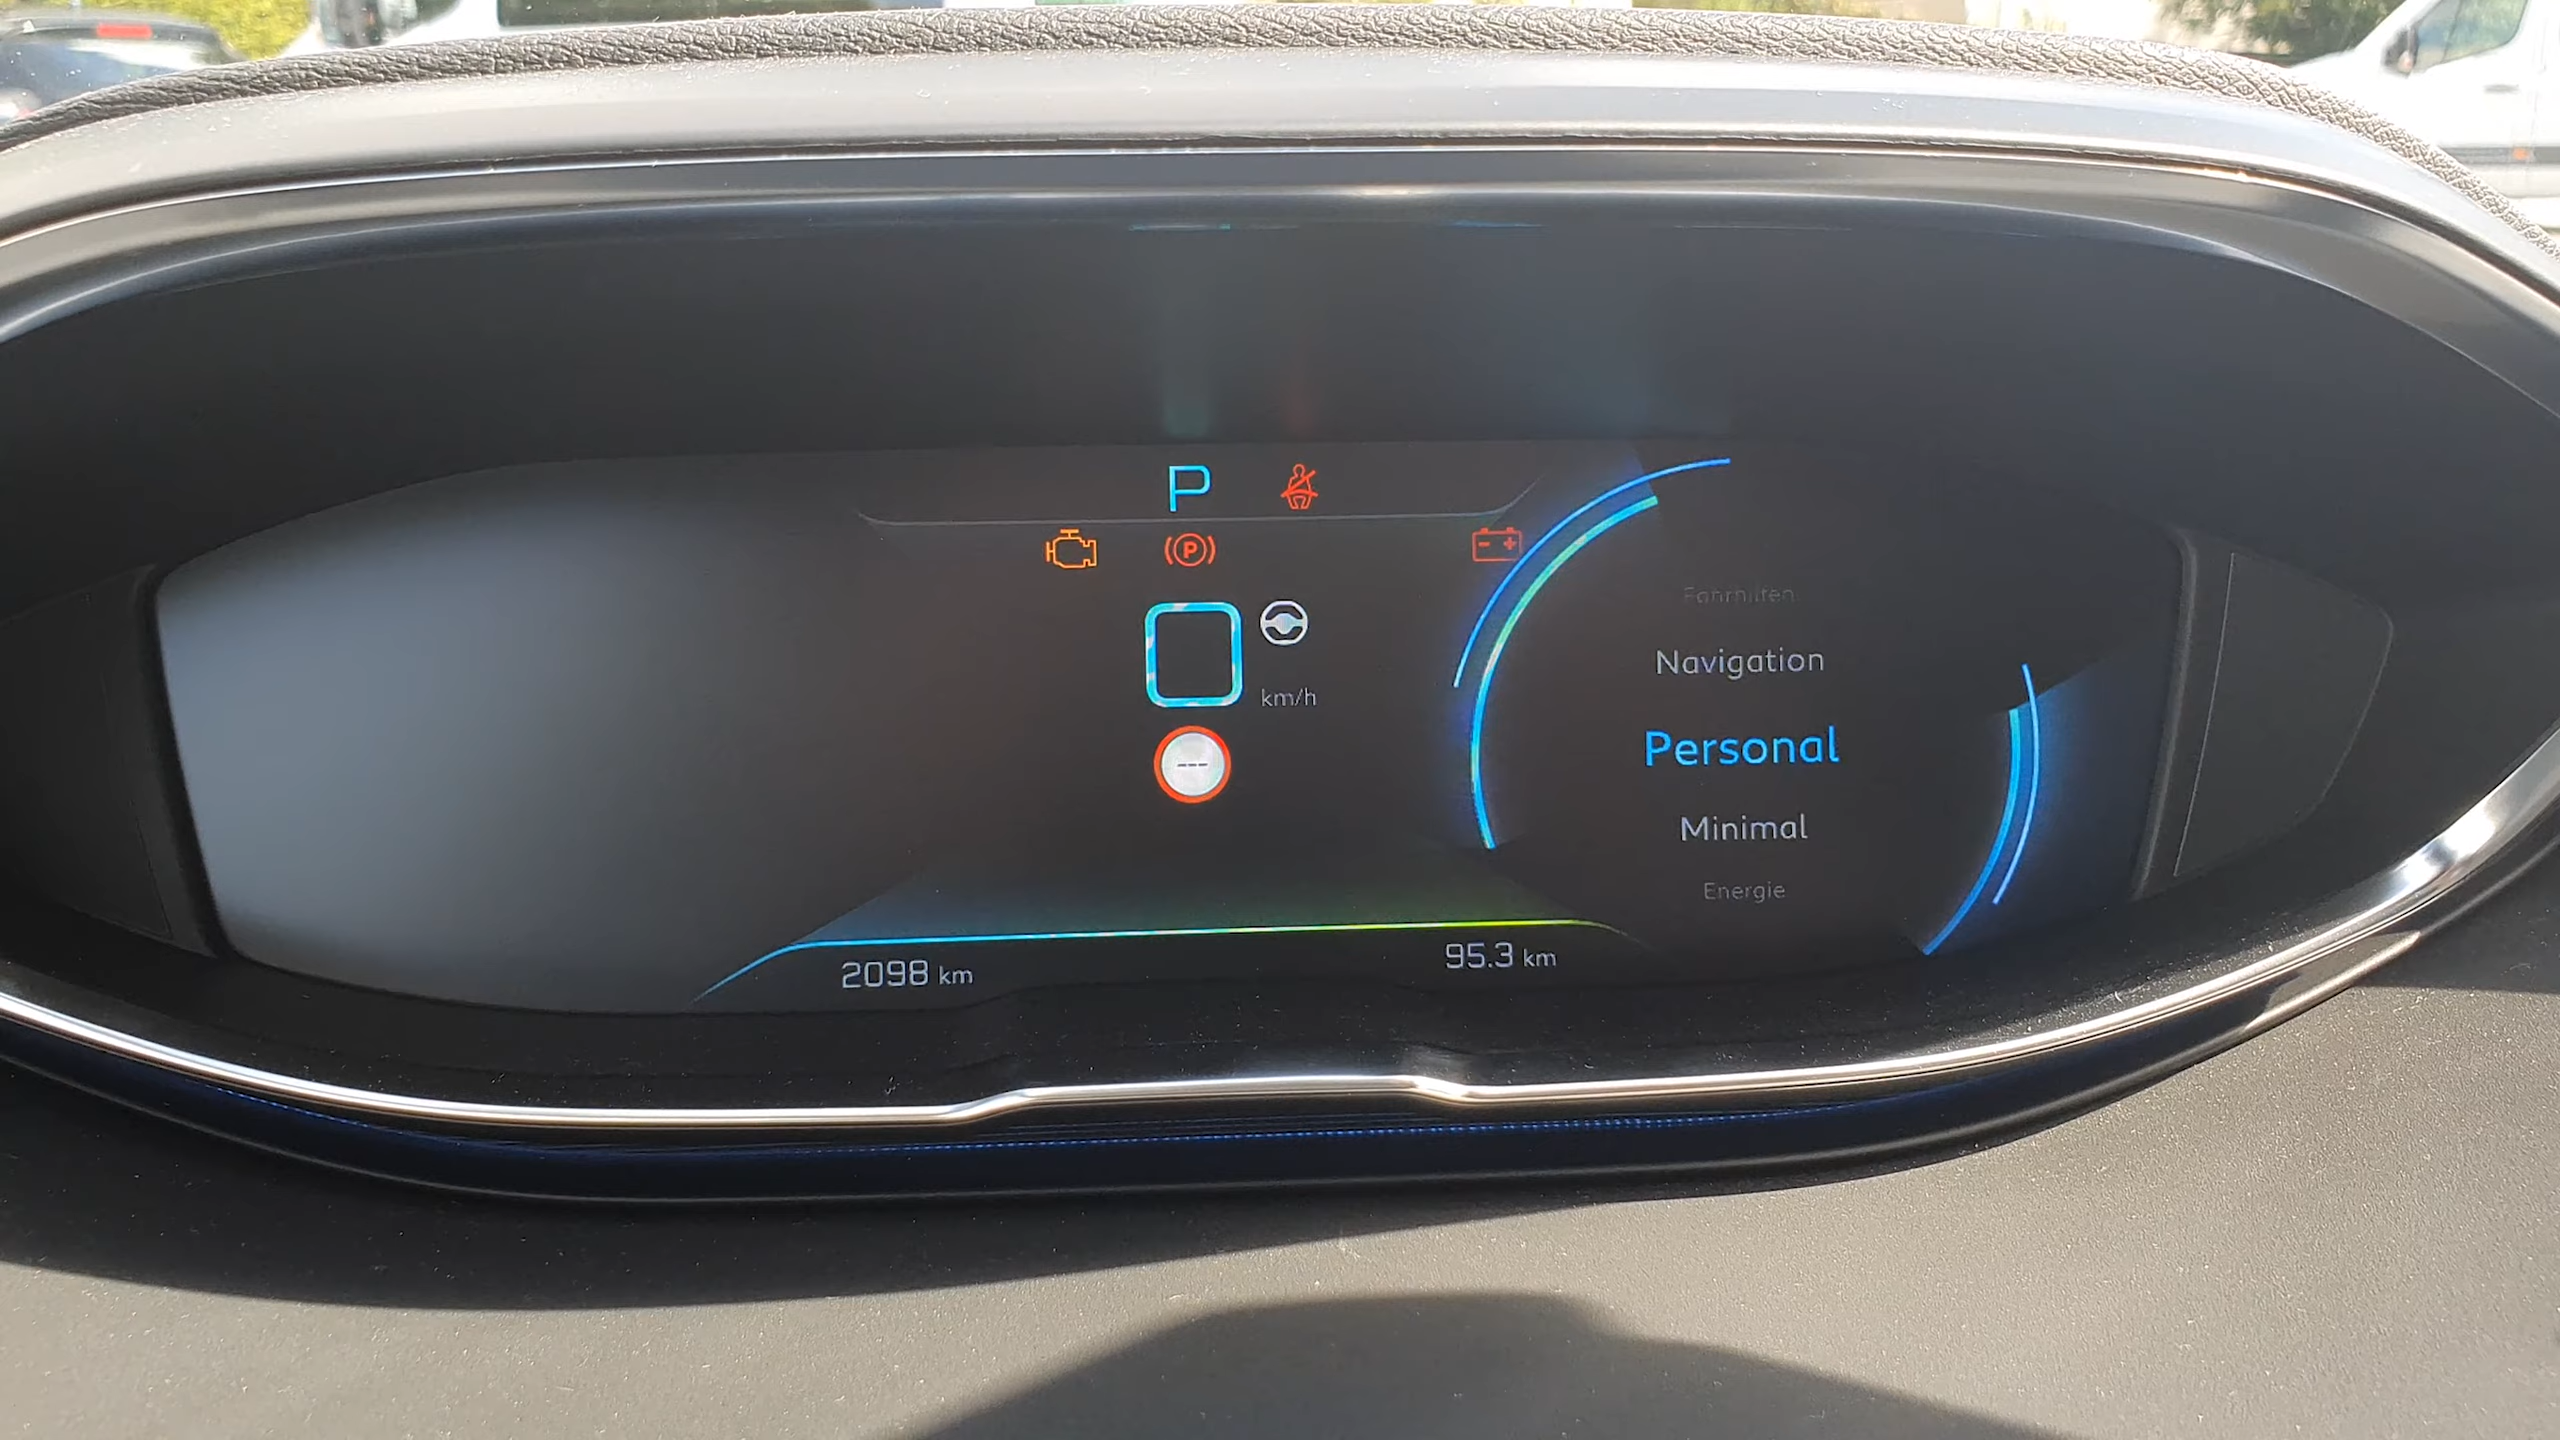 P
P
km/h
---
Fahrhilfen
Navigation
Personal
Minimal
Energie
2098 km
95.3 km